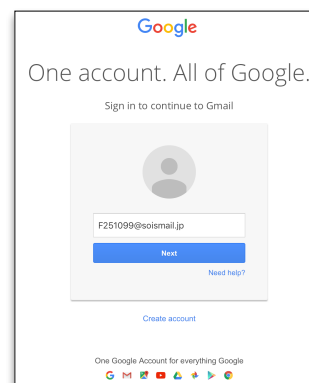 Google
One account. All of Google.
Sign in to continue to Gmail
F251099@soismail.jp
Next
Need help?
Create account
One Google Account for everything Google